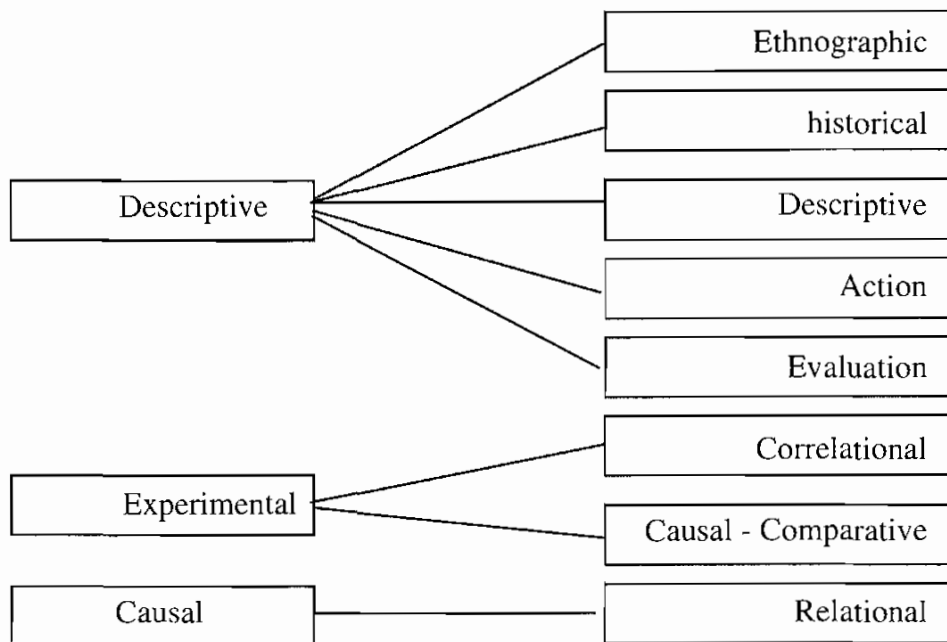 Ethnographic
historical
Descriptive
Descriptive
Action
Evaluation
Correlational
Experimental
Causal - Comparative
Causal
Relational